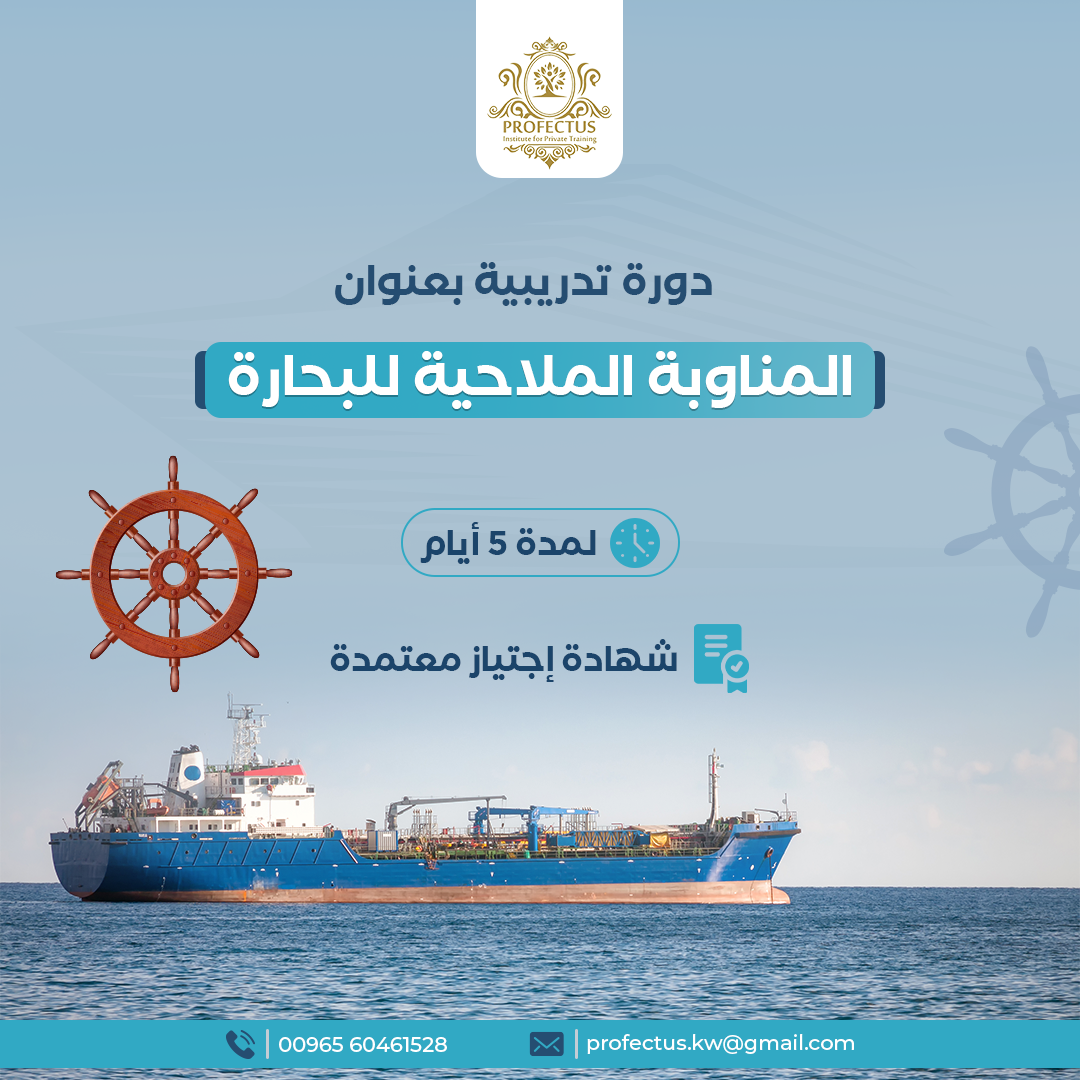 PROFECTUS
Institute for Private Training
دورة تدريبية بعنوان
المناوبة الملاحية للبحارة
لمدة 5 أيام
شهادة إجتياز معتمدة
00965 60461528
profectus.kw@gmail.com